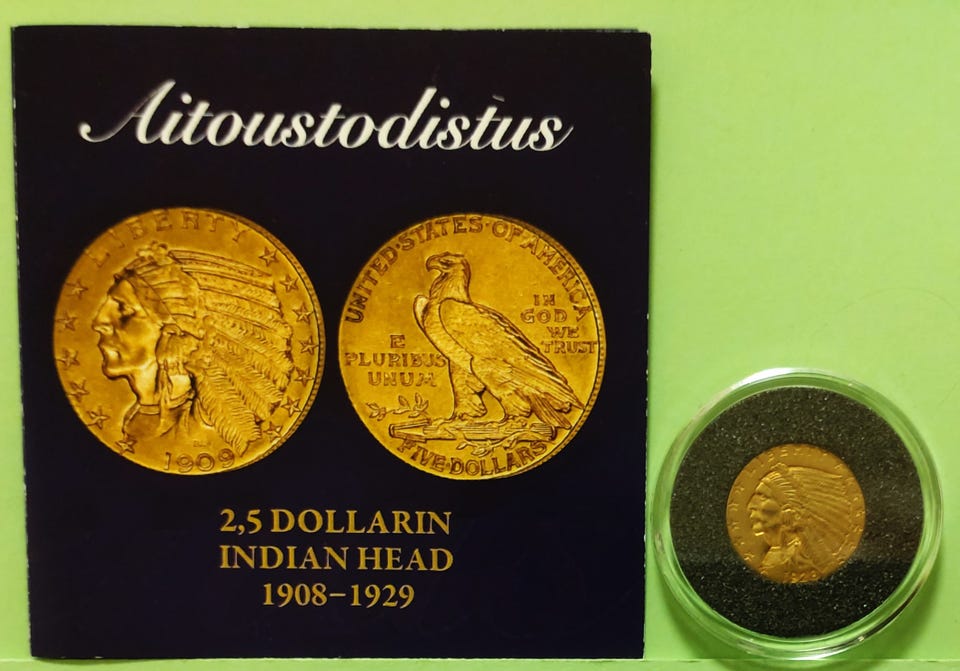 Aitoustodistus
LIBERTY
1909
UNITED·STATES·OF·AMERICA
E
PLURIBUS
UNUM
IN
GOD
WE
TRUST
FIVE·DOLLARS
2,5 DOLLARIN
INDIAN HEAD
1908–1929
LIBERTY